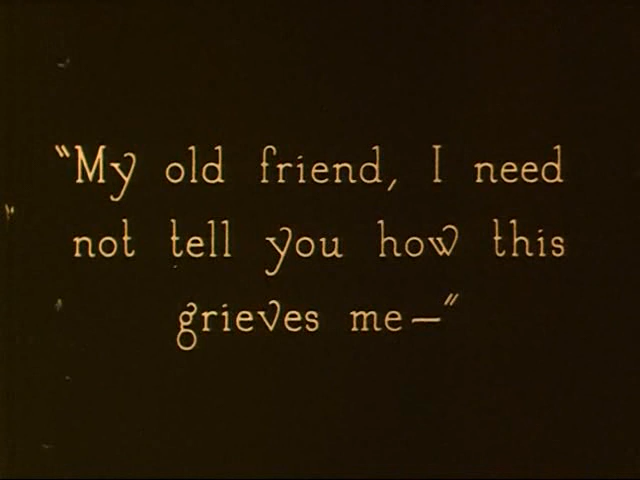 "My old friend, I need
not tell you how this
grieves me—"